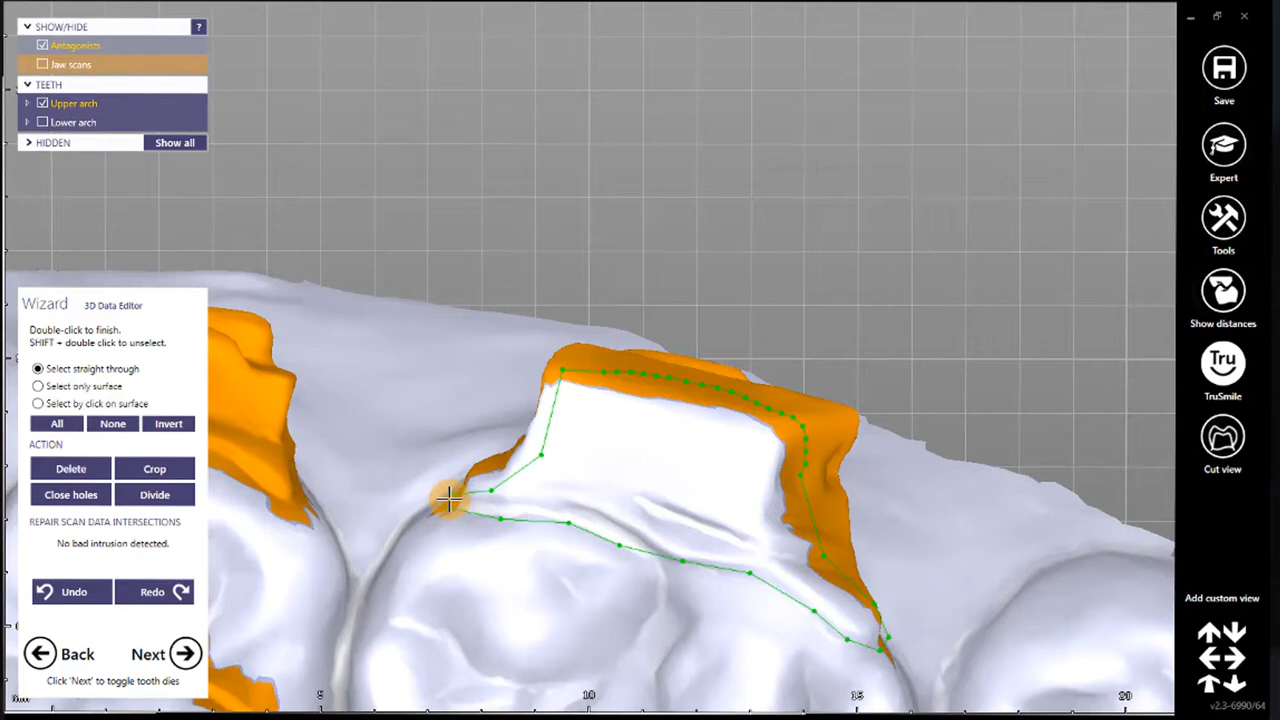 SHOW/HIDE ?
Antagonists
Jaw scans
TEETH
Upper arch
Lower arch
HIDDEN Show all
Wizard 3D Data Editor
Double-click to finish.
SHIFT + double click to unselect.
Select straight through
Select only surface
Select by click on surface
All None Invert
ACTION
Delete Crop
Close holes Divide
REPAIR SCAN DATA INTERSECTIONS
No bad intrusion detected.
Undo Redo
Back Next
Click 'Next' to toggle tooth dies
5 10 15 20
Save
Expert
Tools
Show distances
Tru
TruSmile
Cut view
Add custom view
v2.3-6990/64